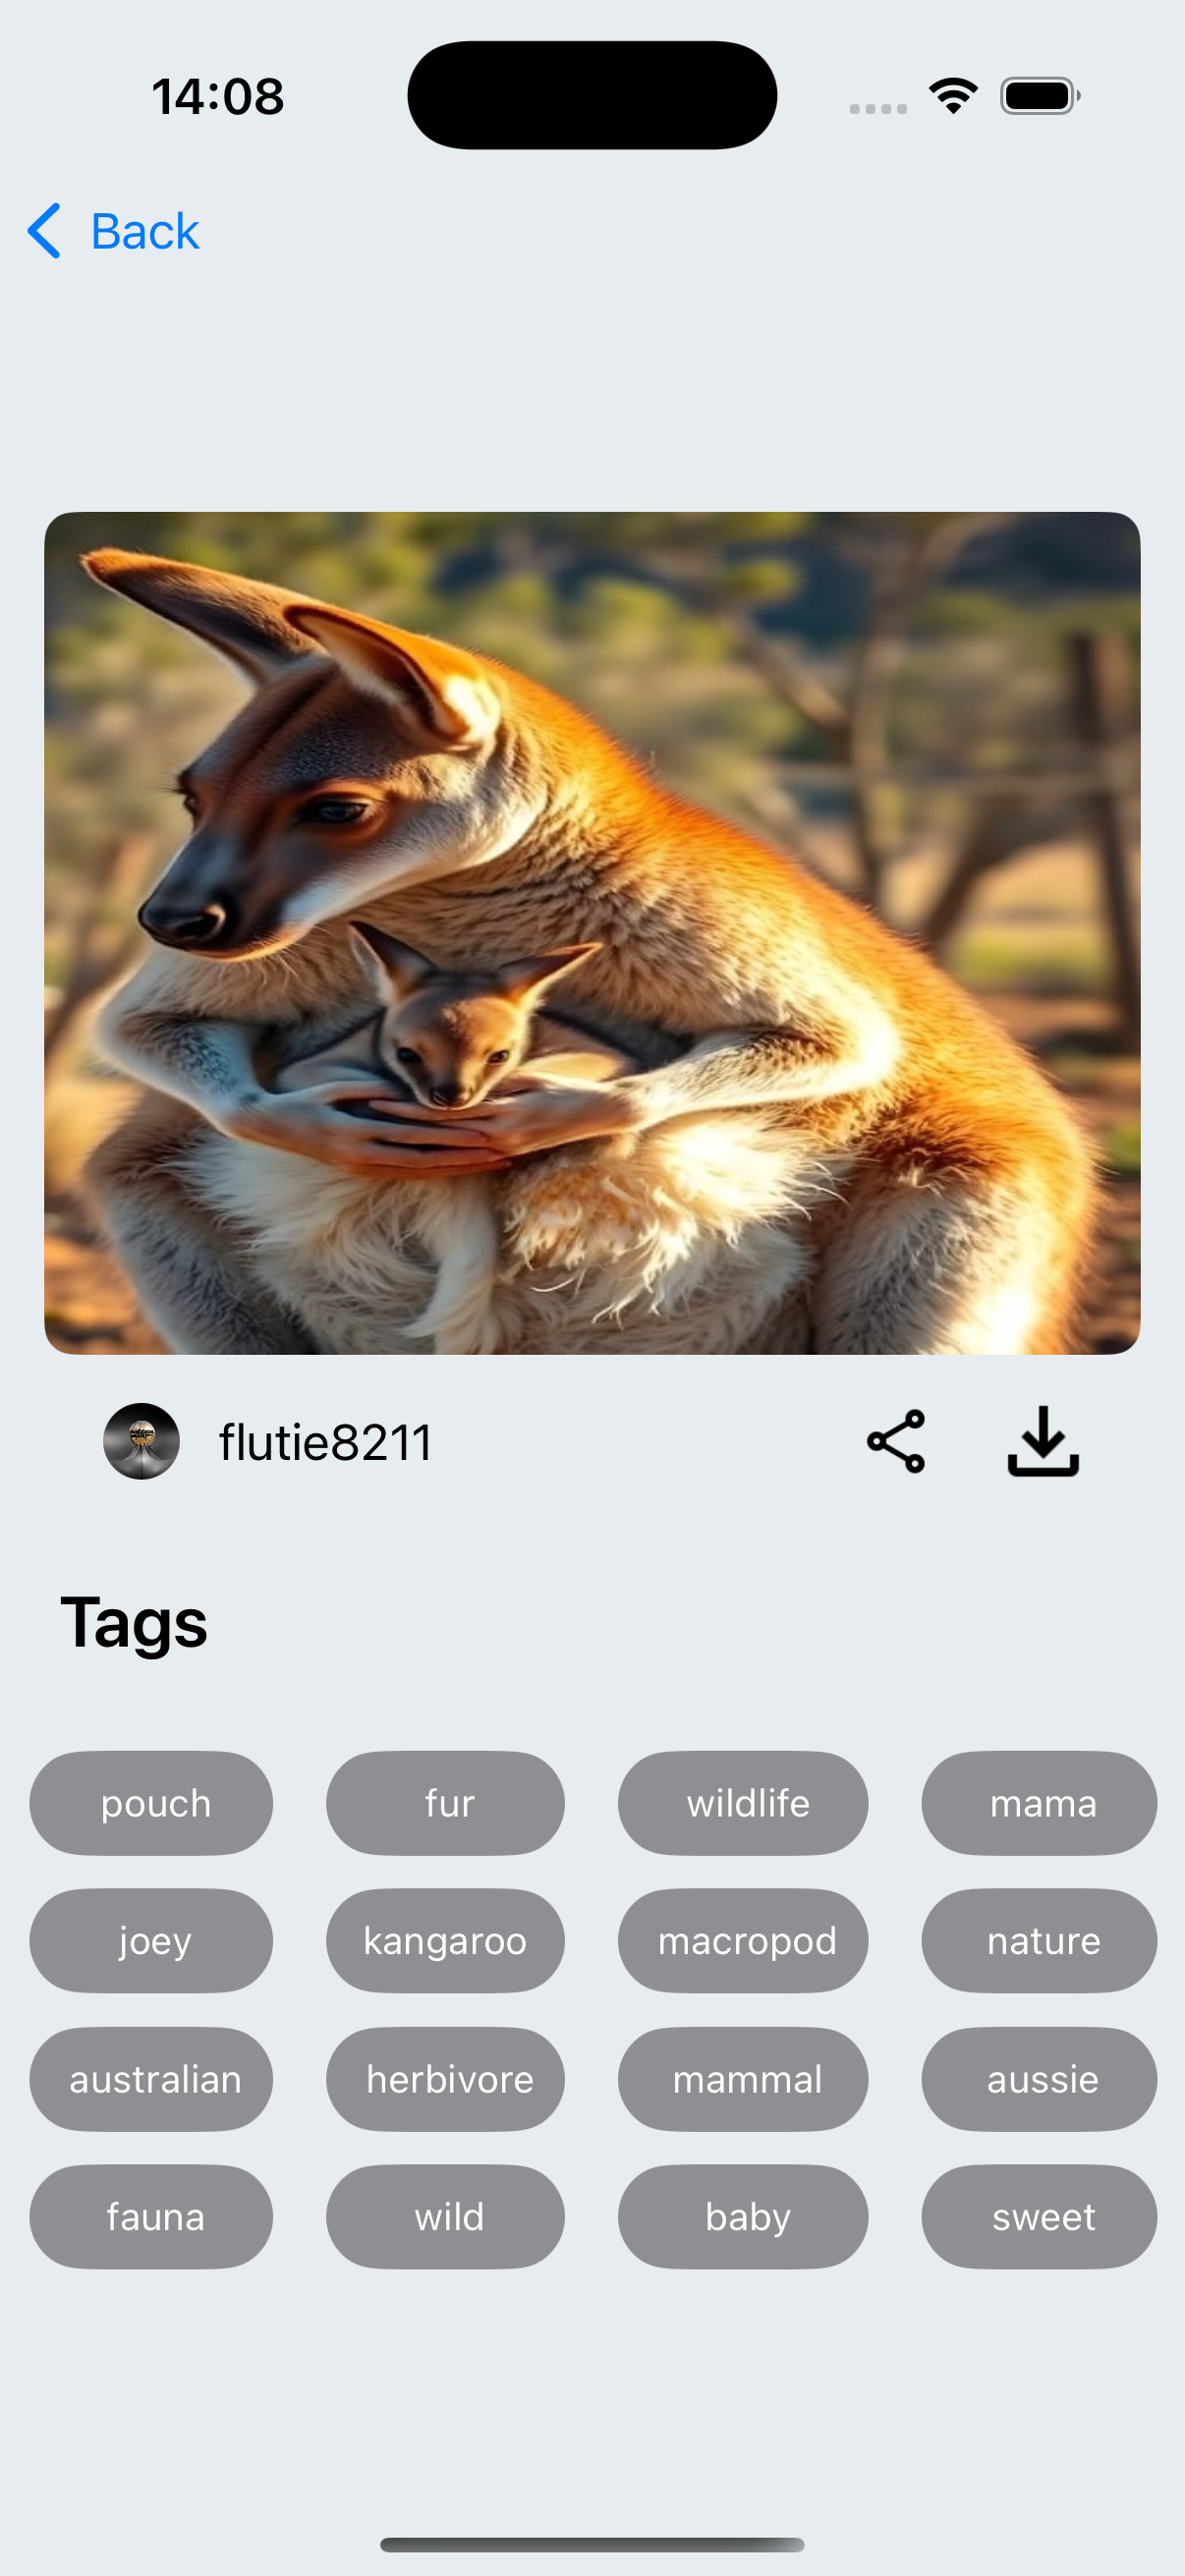 14:08
Back
flutie8211
Tags
pouch fur wildlife mama
joey kangaroo macropod nature
australian herbivore mammal aussie
fauna wild baby sweet